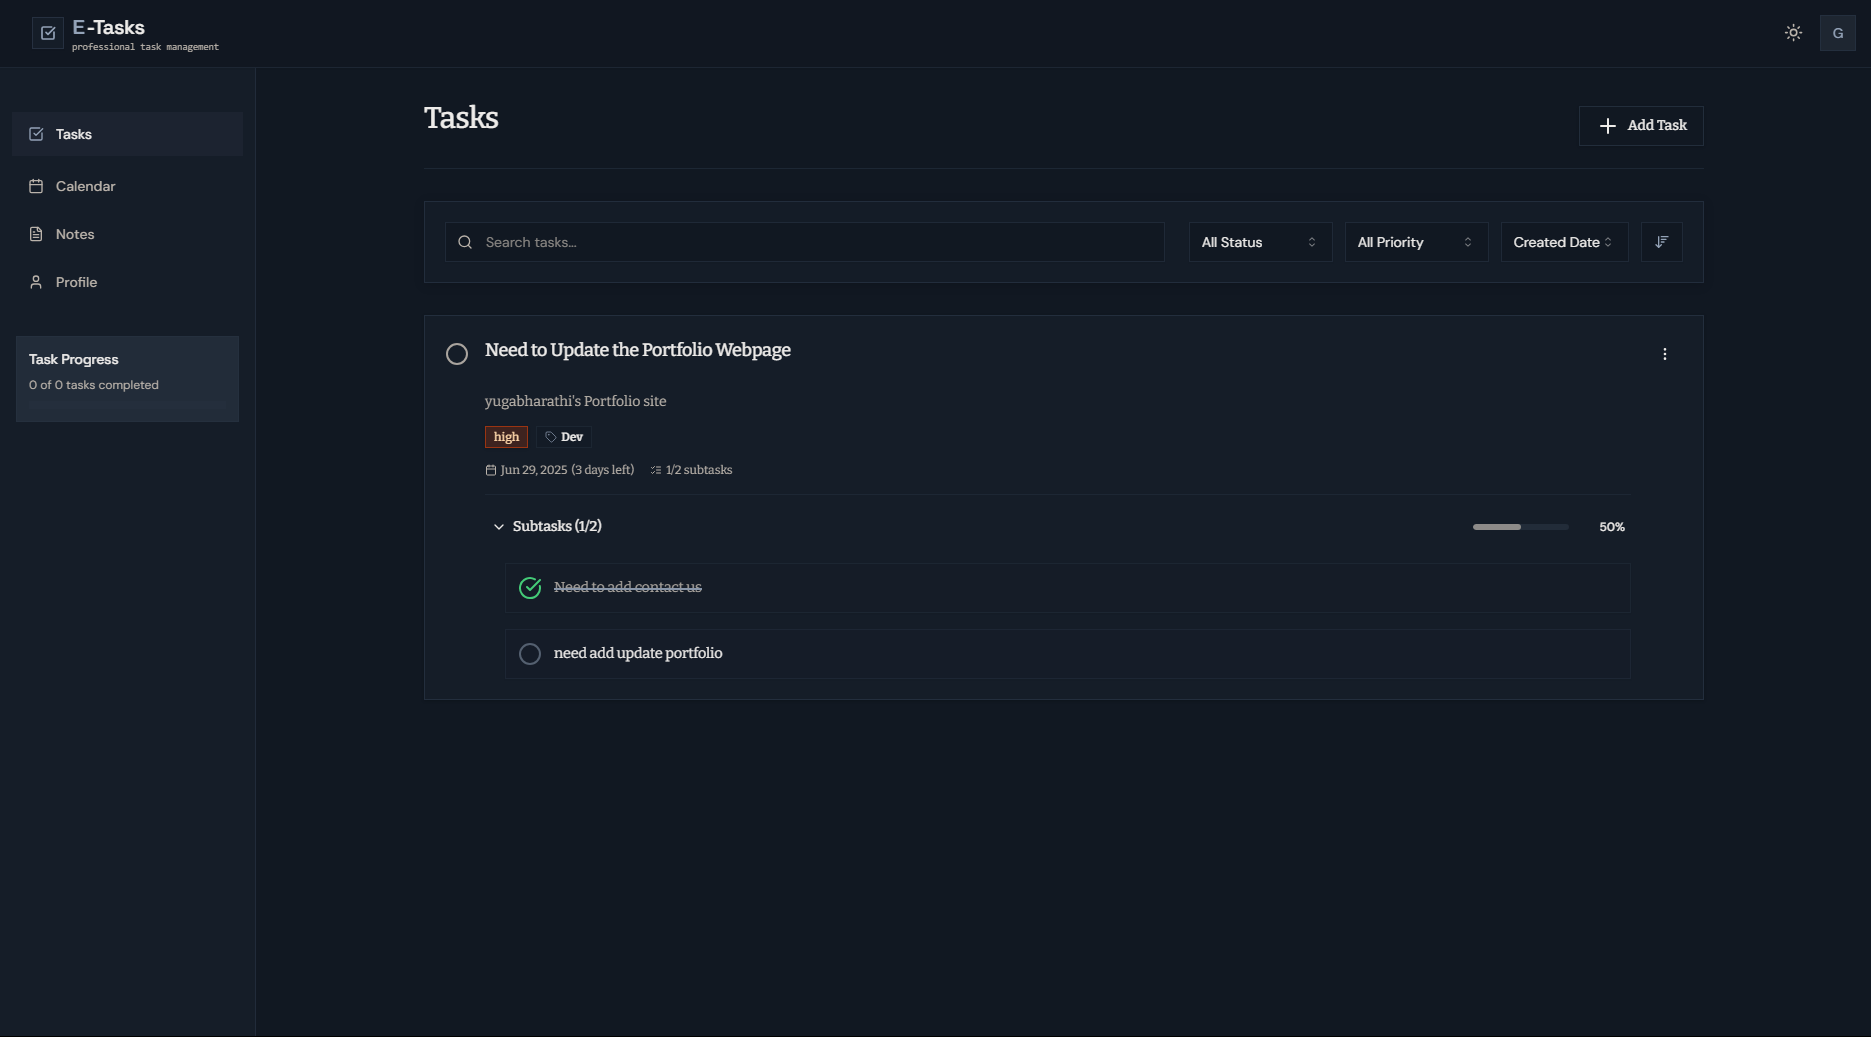 E-Tasks
professional task management
G
Tasks
Calendar
Notes
Profile
Task Progress
0 of 0 tasks completed
Tasks
Add Task
Search tasks...
All Status
All Priority
Created Date
Need to Update the Portfolio Webpage
yugabharathi's Portfolio site
high
Dev
Jun 29, 2025 (3 days left)
1/2 subtasks
Subtasks (1/2)
50%
Need to add contact us
need add update portfolio